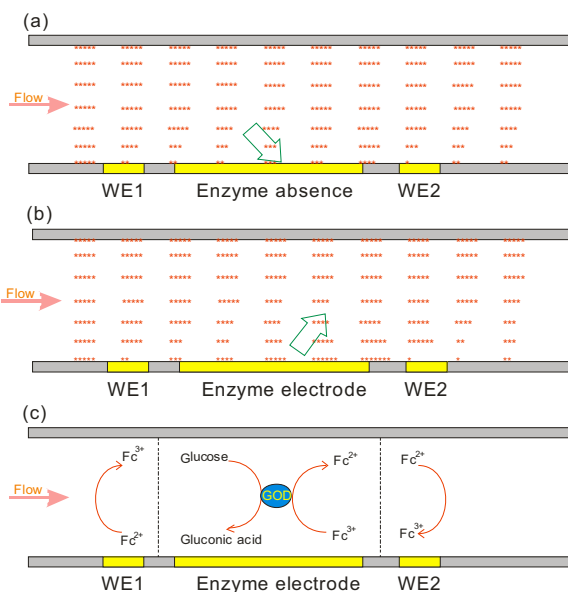 (a)
Flow
WE1 Enzyme absence WE2
(b)
Flow
WE1 Enzyme electrode WE2
(c)
Fc3+ Glucose Fc2+ Fc2+
Flow GOD
Fc2+ Gluconic acid Fc3+ Fc3+
WE1 Enzyme electrode WE2